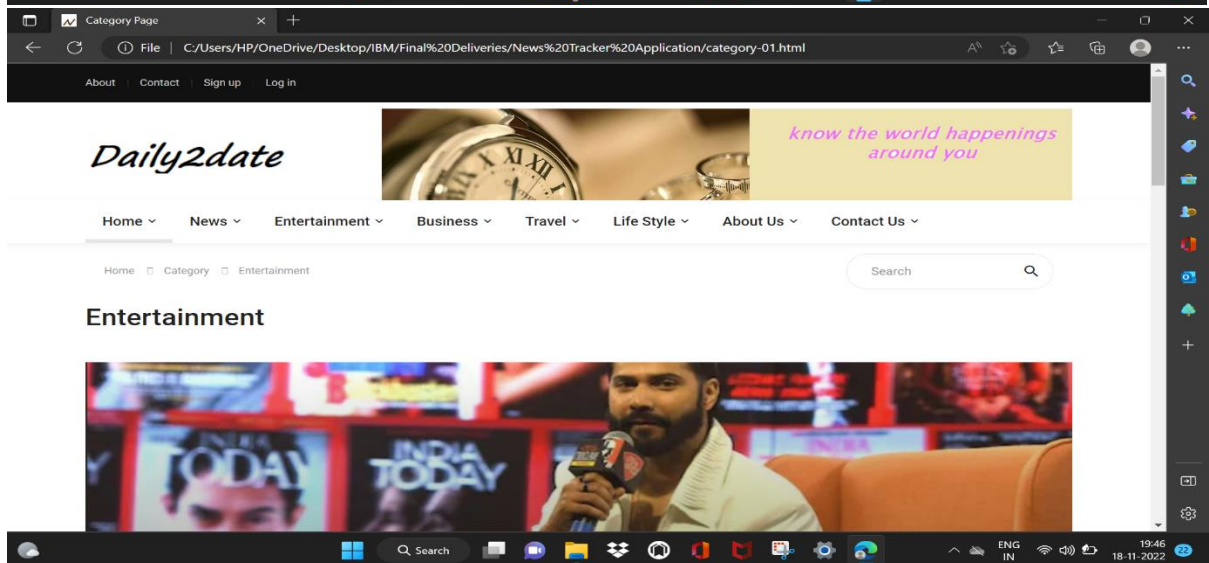 Category Page
File | C:/Users/HP/OneDrive/Desktop/IBM/Final%20Deliveries/News%20Tracker%20Application/category-01.html
About Contact Sign up Log in
Daily2date
know the world happenings
around you
Home News Entertainment Business Travel Life Style About Us Contact Us
Home Category Entertainment
Search
Entertainment
INDIA
TODAY
INDIA
TODAY
Search
ENG
IN
19:46
18-11-2022
22